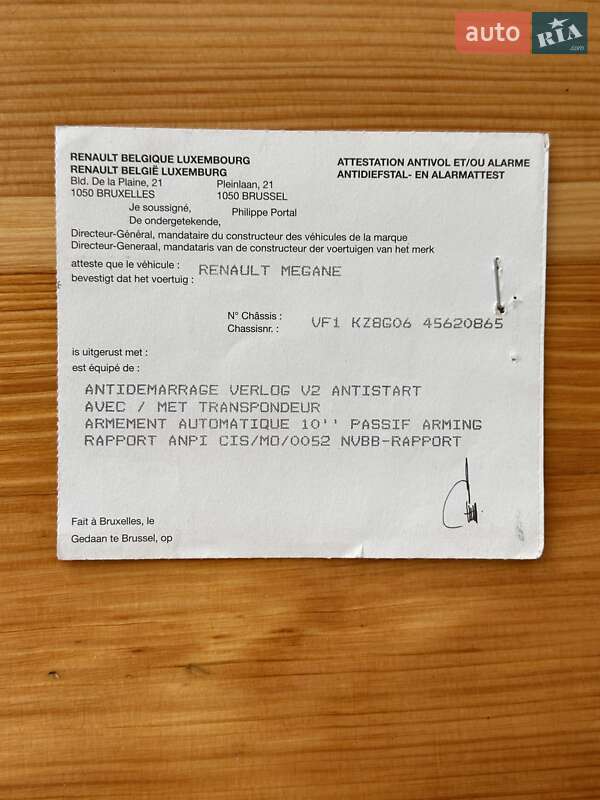 auto RIA .com
RENAULT BELGIQUE LUXEMBOURG
RENAULT BELGIË LUXEMBURG
Bld. De la Plaine, 21 Pleinlaan, 21
1050 BRUXELLES 1050 BRUSSEL
ATTESTATION ANTIVOL ET/OU ALARME
ANTIDIEFSTAL- EN ALARMATTEST
Je soussigné,
De ondergetekende, Philippe Portal
Directeur-Général, mandataire du constructeur des véhicules de la marque
Directeur-Generaal, mandataris van de constructeur der voertuigen van het merk
atteste que le véhicule : RENAULT MEGANE
bevestigt dat het voertuig :
N° Châssis : VF1 KZ8G06 45620865
Chassisnr. :
is uitgerust met :
est équipé de :
ANTIDEMARRAGE VERLOG V2 ANTISTART
AVEC / MET TRANSPONDEUR
ARMEMENT AUTOMATIQUE 10'' PASSIF ARMING
RAPPORT ANPI CIS/MO/0052 NVBB-RAPPORT
Fait à Bruxelles, le
Gedaan te Brussel, op